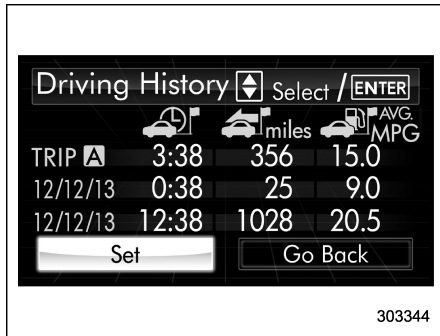 Driving History Select / ENTER
miles AVG. MPG
TRIP A 3:38 356 15.0
12/12/13 0:38 25 9.0
12/12/13 12:38 1028 20.5
Set Go Back
303344